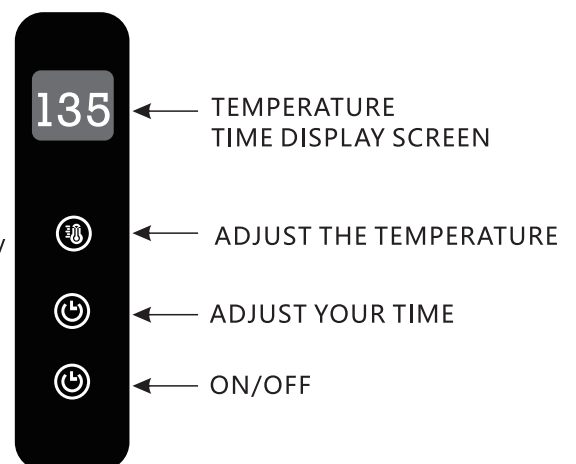 135
TEMPERATURE
TIME DISPLAY SCREEN
ADJUST THE TEMPERATURE
ADJUST YOUR TIME
ON/OFF